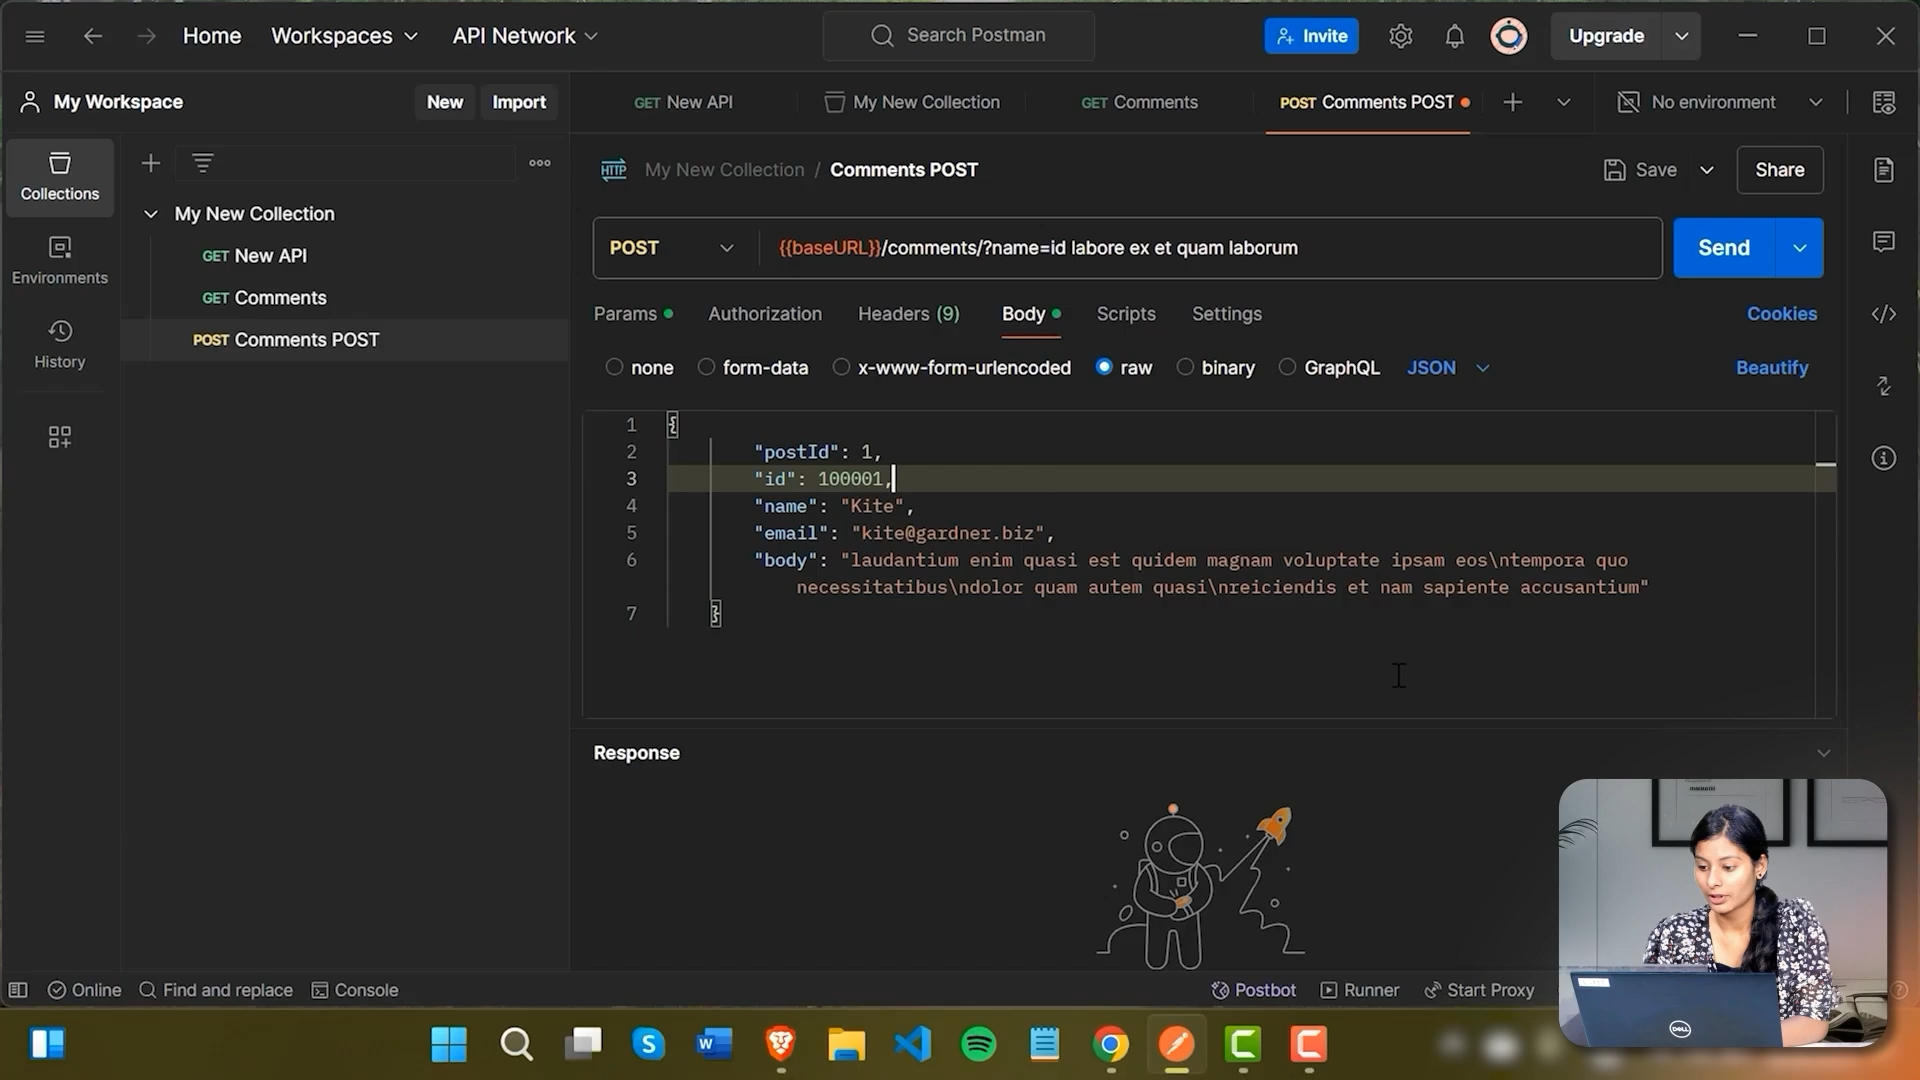 Home
Workspaces
API Network
Search Postman
Invite
Upgrade
My Workspace
New
Import
GET New API
My New Collection
GET Comments
POST Comments POST
No environment
Collections
Environments
History
My New Collection
GET New API
GET Comments
POST Comments POST
HTTP
My New Collection / Comments POST
Save
Share
POST
{{baseURL}}/comments/?name=id labore ex et quam laborum
Send
Params
Authorization
Headers (9)
Body
Scripts
Settings
Cookies
none
form-data
x-www-form-urlencoded
raw
binary
GraphQL
JSON
Beautify
1 {
2 "postId": 1,
3 "id": 100001,
4 "name": "Kite",
5 "email": "kite@gardner.biz",
6 "body": "laudantium enim quasi est quidem magnam voluptate ipsam eos\ntempora quo
necessitatibus\ndolor quam autem quasi\nreiciendis et nam sapiente accusantium"
7 }
Response
Online
Find and replace
Console
Postbot
Runner
Start Proxy
DELL